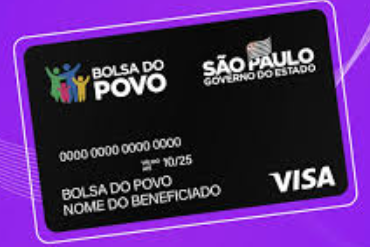 BOLSA DO
POVO
SÃO PAULO
GOVERNO DO ESTADO
0000 0000 0000 0000
10/25
BOLSA DO POVO
NOME DO BENEFICIADO
VISA